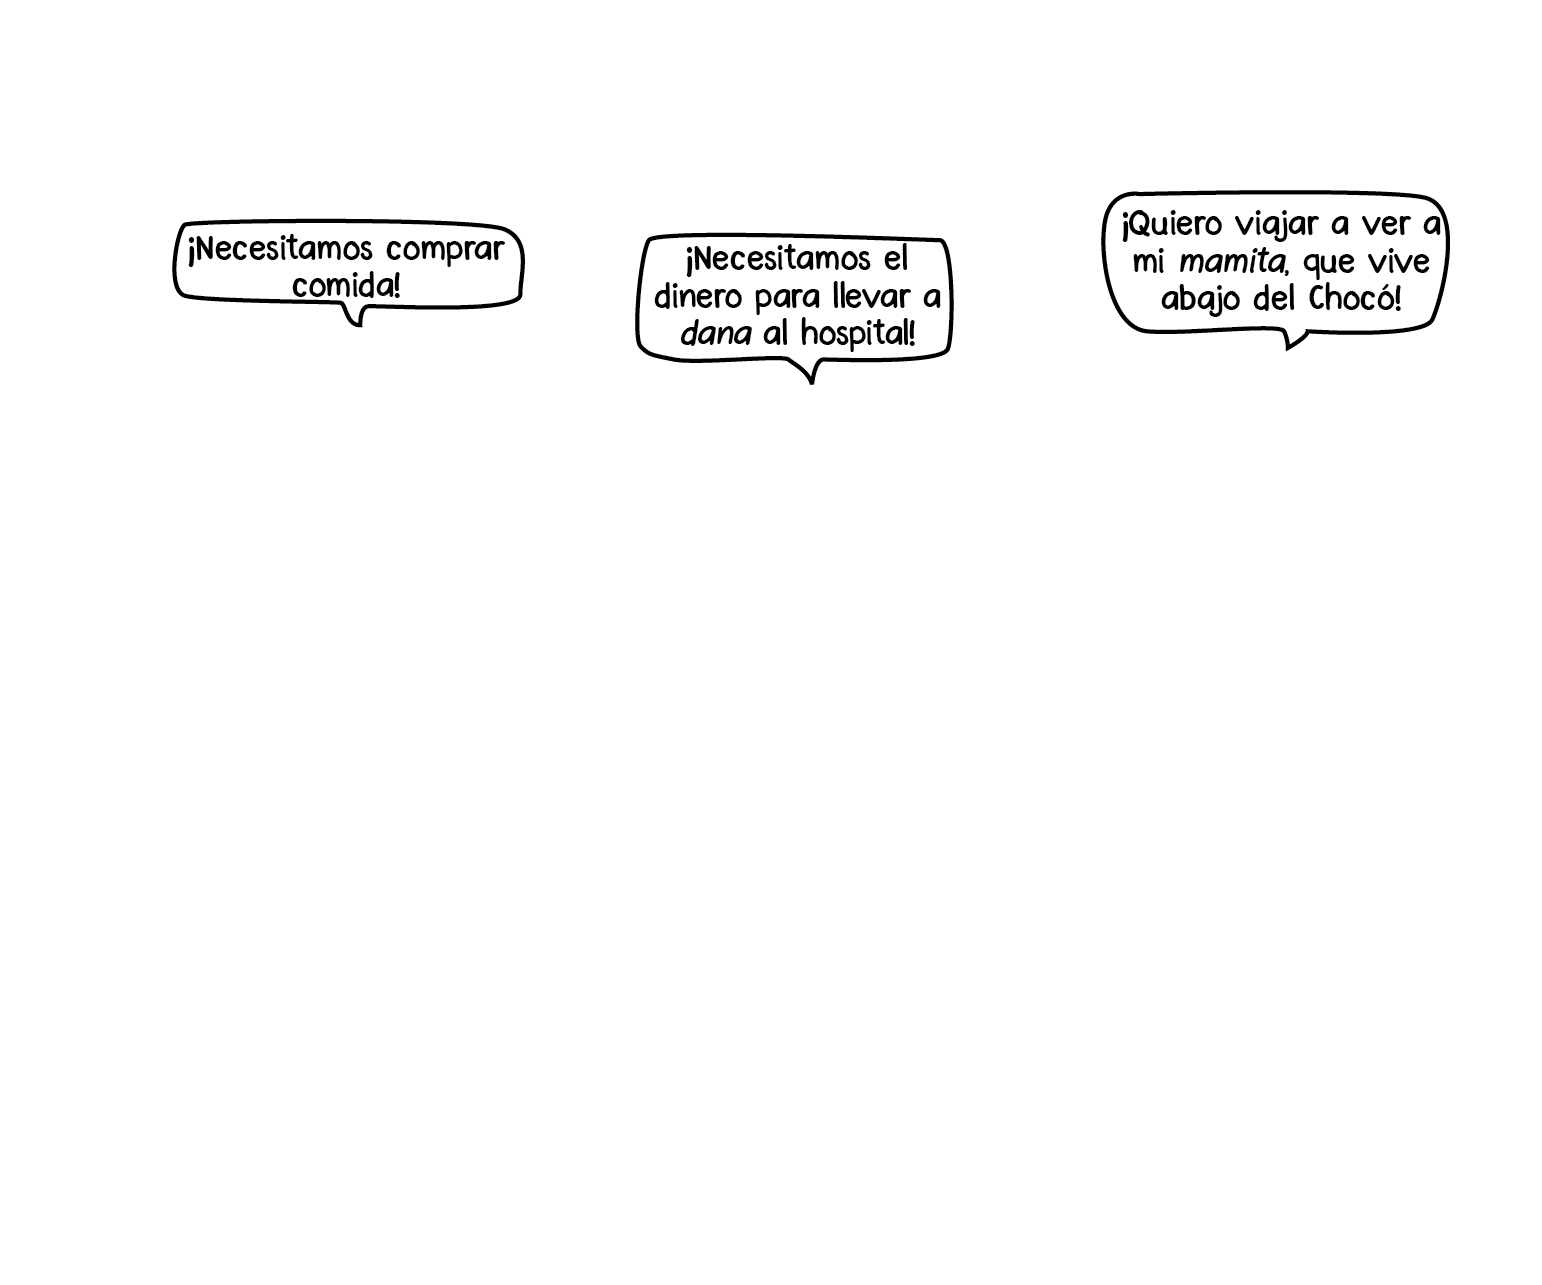 ¡Necesitamos comprar
comida!
¡Necesitamos el
dinero para llevar a
dana al hospital!
¡Quiero viajar a ver a
mi mamita, que vive
abajo del Chocó!